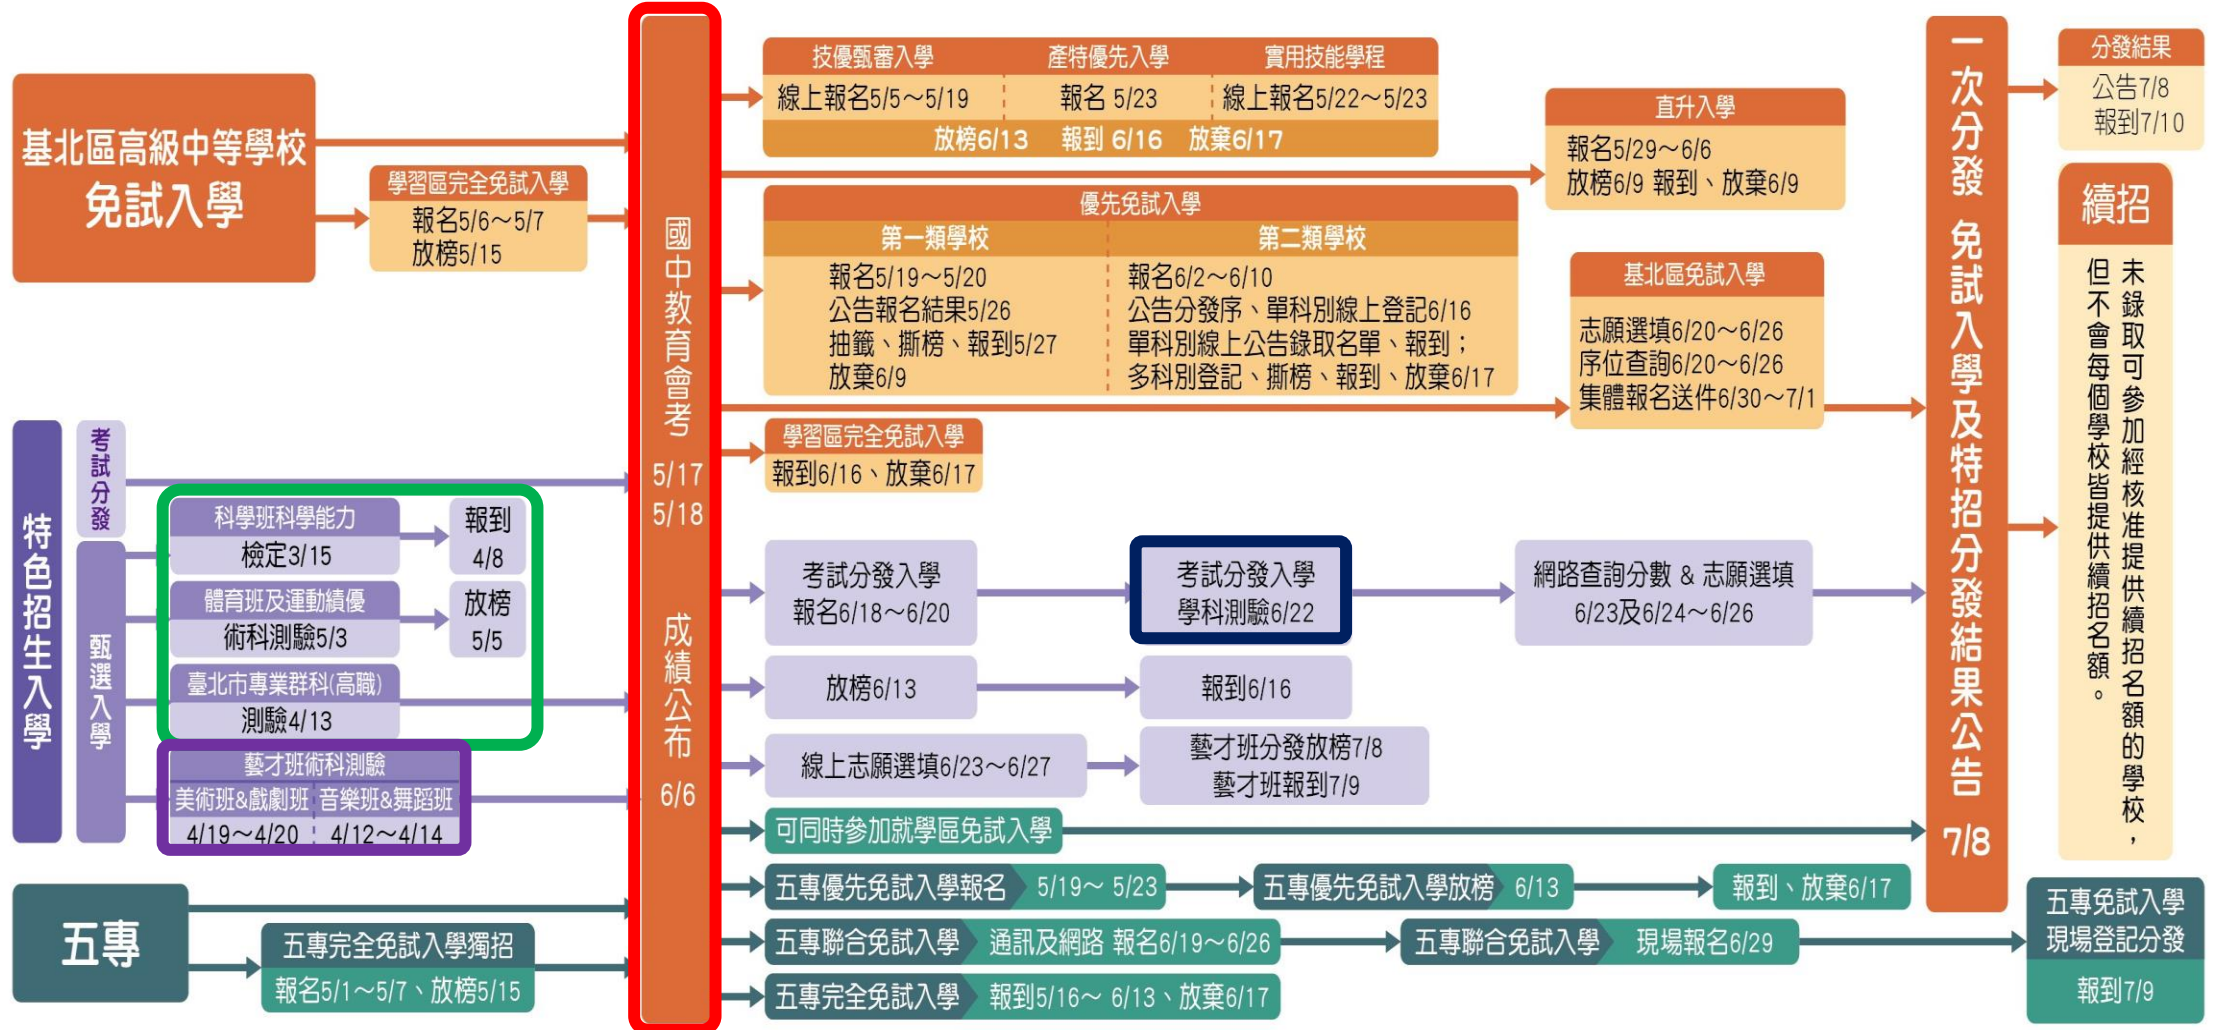 基北區高級中等學校
免試入學
學習區完全免試入學
報名5/6～5/7
放榜5/15
特色招生入學
考試分發
甄選入學
科學班科學能力
檢定3/15
報到
4/8
體育班及運動績優
術科測驗5/3
放榜
5/5
臺北市專業群科(高職)
測驗4/13
藝才班術科測驗
美術班&戲劇班 音樂班&舞蹈班
4/19～4/20 4/12～4/14
五專
五專完全免試入學獨招
報名5/1～5/7、放榜5/15
國中教育會考
5/17
5/18
成績公布
6/6
技優甄審入學 產特優先入學 實用技能學程
線上報名5/5～5/19 報名 5/23 線上報名5/22～5/23
放榜6/13 報到 6/16 放棄6/17
直升入學
報名5/29～6/6
放榜6/9 報到、放棄6/9
優先免試入學
第一類學校
報名5/19～5/20
公告報名結果5/26
抽籤、撕榜、報到5/27
放棄6/9
第二類學校
報名6/2～6/10
公告分發序、單科別線上登記6/16
單科別線上公告錄取名單、報到；
多科別登記、撕榜、報到、放棄6/17
基北區免試入學
志願選填6/20～6/26
序位查詢6/20～6/26
集體報名送件6/30～7/1
學習區完全免試入學
報到6/16、放棄6/17
考試分發入學
報名6/18～6/20
考試分發入學
學科測驗6/22
網路查詢分數 & 志願選填
6/23及6/24～6/26
放榜6/13
報到6/16
線上志願選填6/23～6/27
藝才班分發放榜7/8
藝才班報到7/9
可同時參加就學區免試入學
五專優先免試入學報名 5/19～ 5/23
五專優先免試入學放榜 6/13
報到、放棄6/17
五專聯合免試入學 通訊及網路 報名6/19～6/26
五專聯合免試入學 現場報名6/29
五專完全免試入學 報到5/16～ 6/13、放棄6/17
一次分發 免試入學及特招分發結果公告
7/8
分發結果
公告7/8
報到7/10
續招
未錄取可參加經核准提供續招名額的學校，
但不會每個學校皆提供續招名額。
五專免試入學
現場登記分發
報到7/9